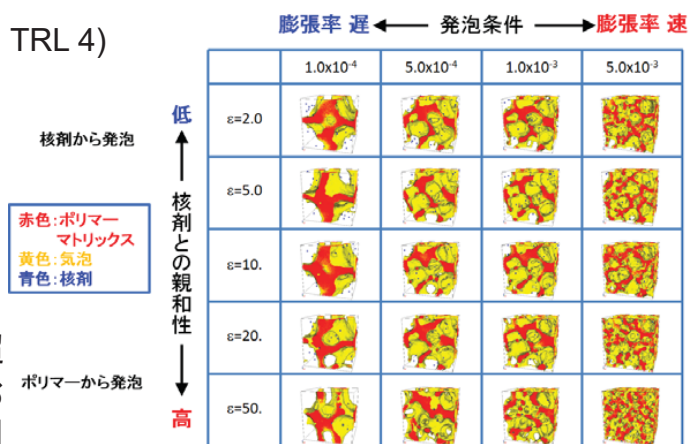 TRL 4)
膨張率 遅 発泡条件 膨張率 速
1.0x10⁻⁴ 5.0x10⁻⁴ 1.0x10⁻³ 5.0x10⁻³
低
核剤から発泡
核剤との親和性
ポリマーから発泡
高
ε=2.0
ε=5.0
ε=10.
ε=20.
ε=50.
赤色:ポリマー
マトリックス
黄色:気泡
青色:核剤